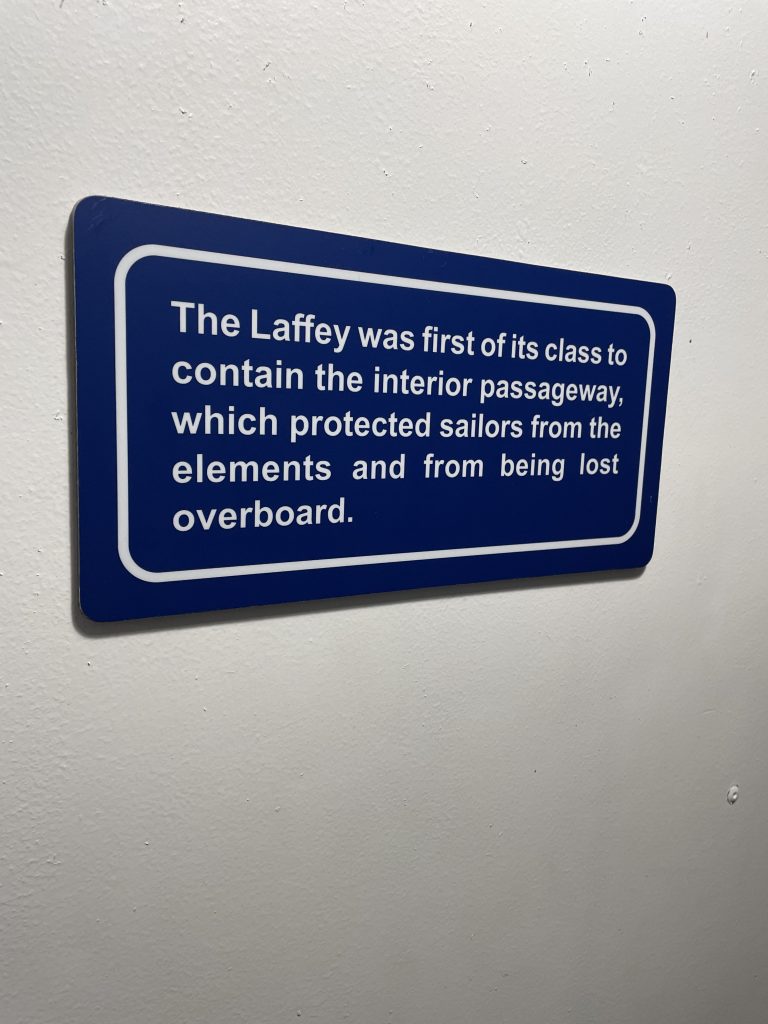 The Laffey was first of its class to
contain the interior passageway,
which protected sailors from the
elements and from being lost
overboard.